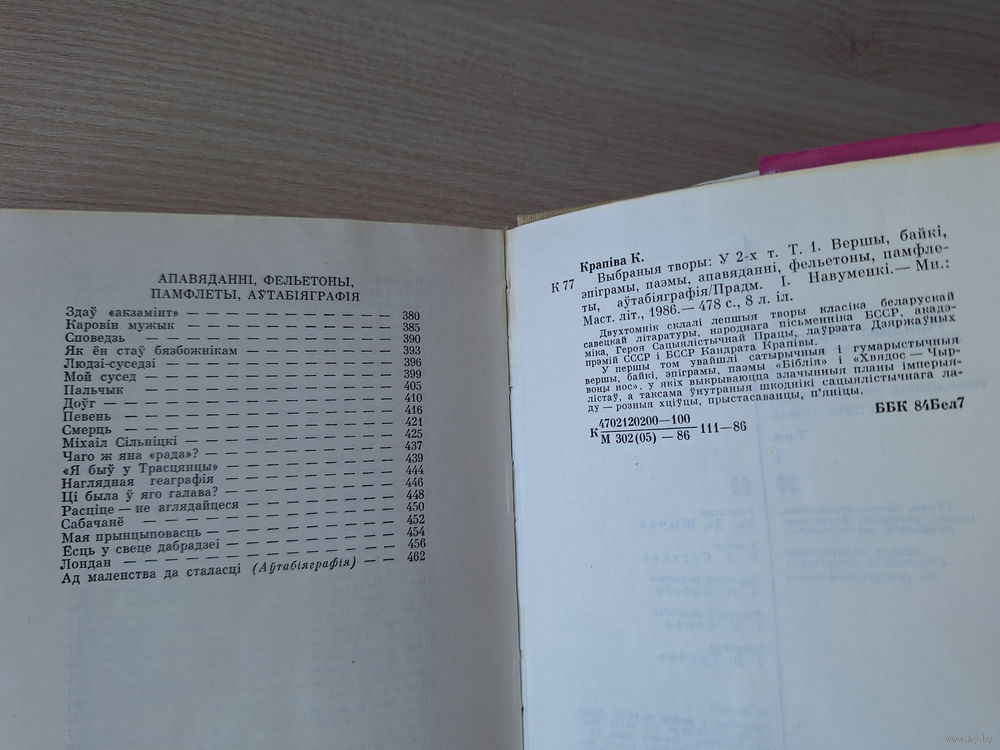 АПАВЯДАННІ, ФЕЛЬЕТОНЫ,
ПАМФЛЕТЫ, АЎТАБІЯГРАФІЯ
Здаў «акзамінт» — — — — — — — — — 380
Каровін мужык — — — — — — — — — 385
Споведзь — — — — — — — — — — — 390
Як ён стаў бязбожнікам — — — — — — 393
Людзі-суседзі — — — — — — — — — — 396
Мой сусед — — — — — — — — — — — 399
Пальчык — — — — — — — — — — — 405
Доўг — — — — — — — — — — — — 410
Певень — — — — — — — — — — — — 416
Смерць — — — — — — — — — — — 421
Міхаіл Сільніцкі — — — — — — — — — 425
Чаго ж яна «рада»? — — — — — — — — 437
«Я быў у Трасцянцы» — — — — — — — 439
Наглядная геаграфія — — — — — — — 444
Ці была ў яго галава? — — — — — — — 446
Расціце — не аглядайцеся — — — — — — 448
Сабачанё — — — — — — — — — — — 450
Мая прынцыповасць — — — — — — — — 452
Ёсць у свеце дабрадзеі — — — — — — — 454
Лондан — — — — — — — — — — — — 456
Ад маленства да сталасці (Аўтабіяграфія) — — 462
Крапіва К.
К 77 Выбраныя творы: У 2-х т. Т. 1. Вершы, байкі,
эпіграмы, паэмы, апавяданні, фельетоны, памфле-
ты, аўтабіяграфія/Прадм. І. Навуменкі.— Мн.:
Маст. літ., 1986.— 478 с., 8 л. іл.
Двухтомнік склалі лепшыя творы класіка беларускай
савецкай літаратуры, народнага пісьменніка БССР, акадэ-
міка, Героя Сацыялістычнай Працы, лаўрэата Дзяржаўных
прэмій СССР і БССР Кандрата Крапівы.
У першы том увайшлі сатырычныя і гумарыстычныя
вершы, байкі, эпіграмы, паэмы «Біблія» і «Хвядос — Чыр-
воны нос», у якіх выкрываюцца злачынныя планы імперыя-
лістаў, а таксама ўнутраныя шкоднікі сацыялістычнага ла-
ду — розныя хціўцы, прыстасаванцы, п'яніцы.
К 4702120200—100
М 302(05) — 86 111—86
ББК 84Бел7
www.ay.by